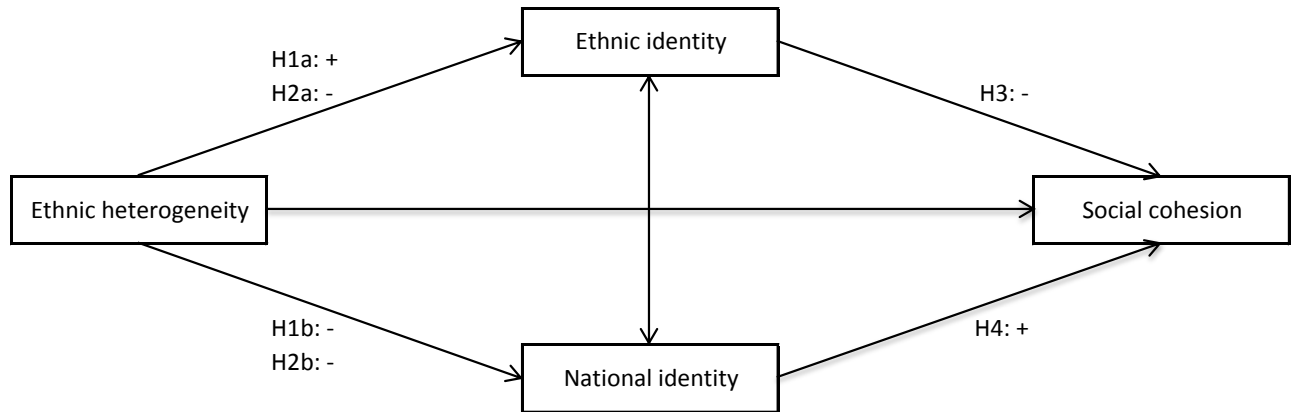 Ethnic identity
H1a: +
H2a: -
H3: -
Ethnic heterogeneity
Social cohesion
H1b: -
H2b: -
H4: +
National identity